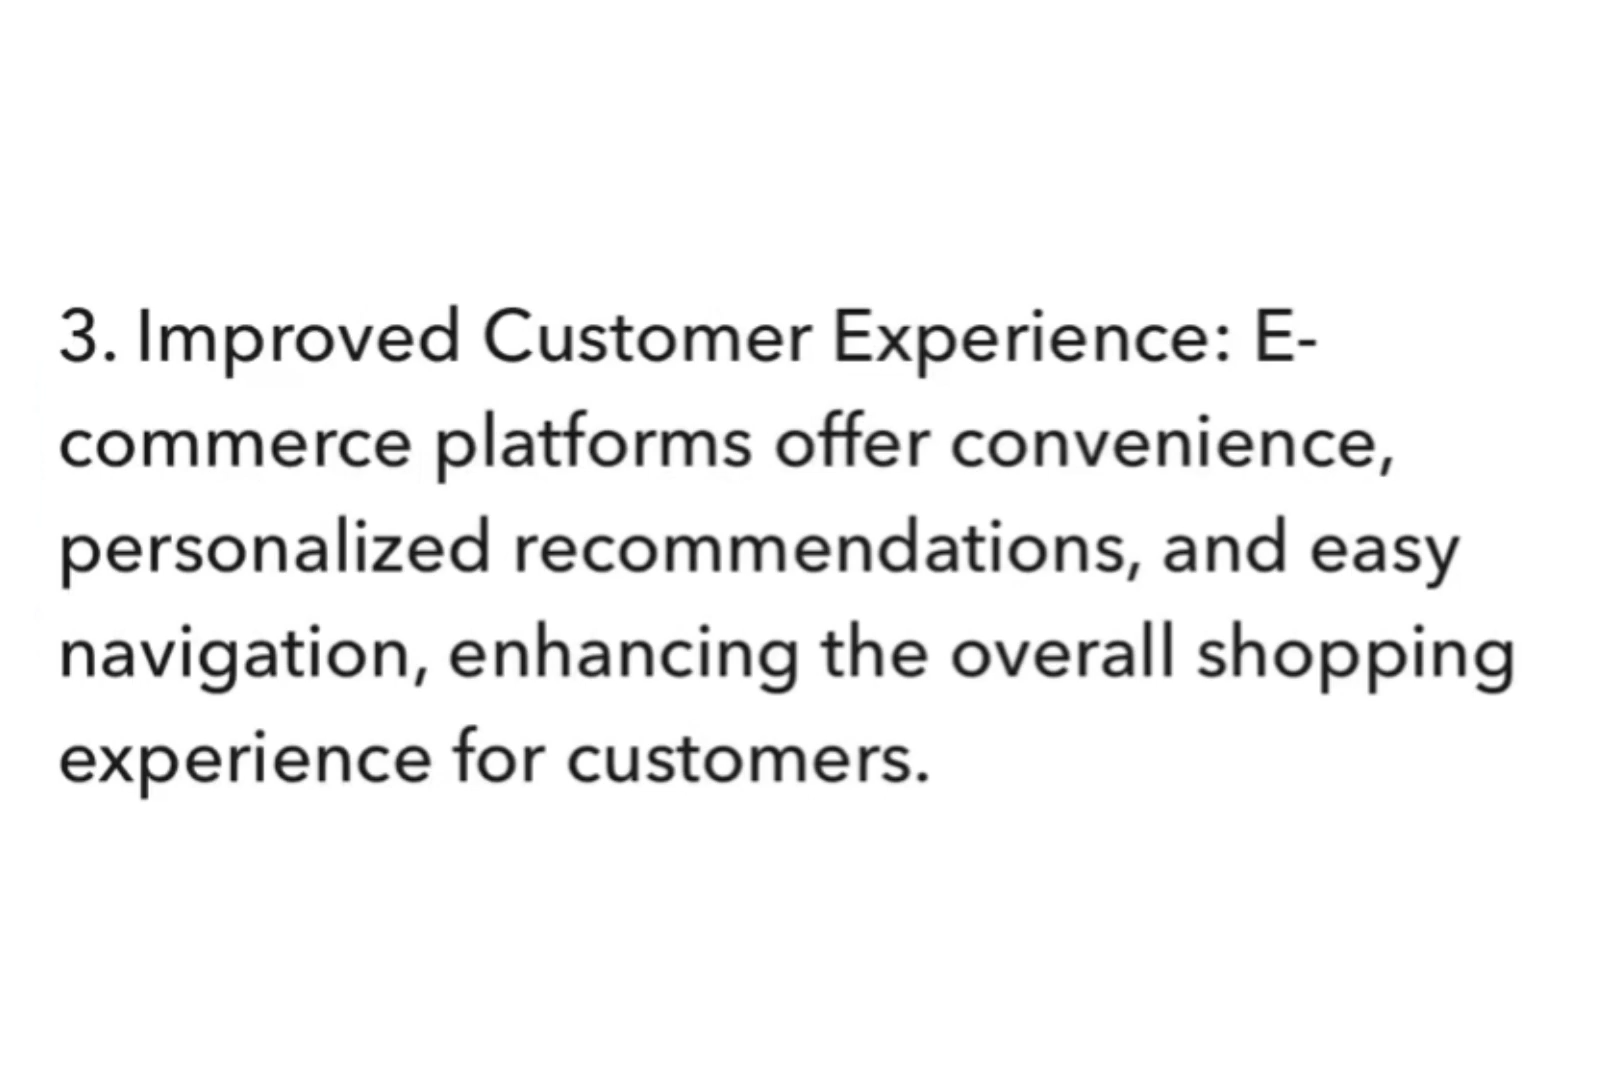 3. Improved Customer Experience: E-
commerce platforms offer convenience,
personalized recommendations, and easy
navigation, enhancing the overall shopping
experience for customers.